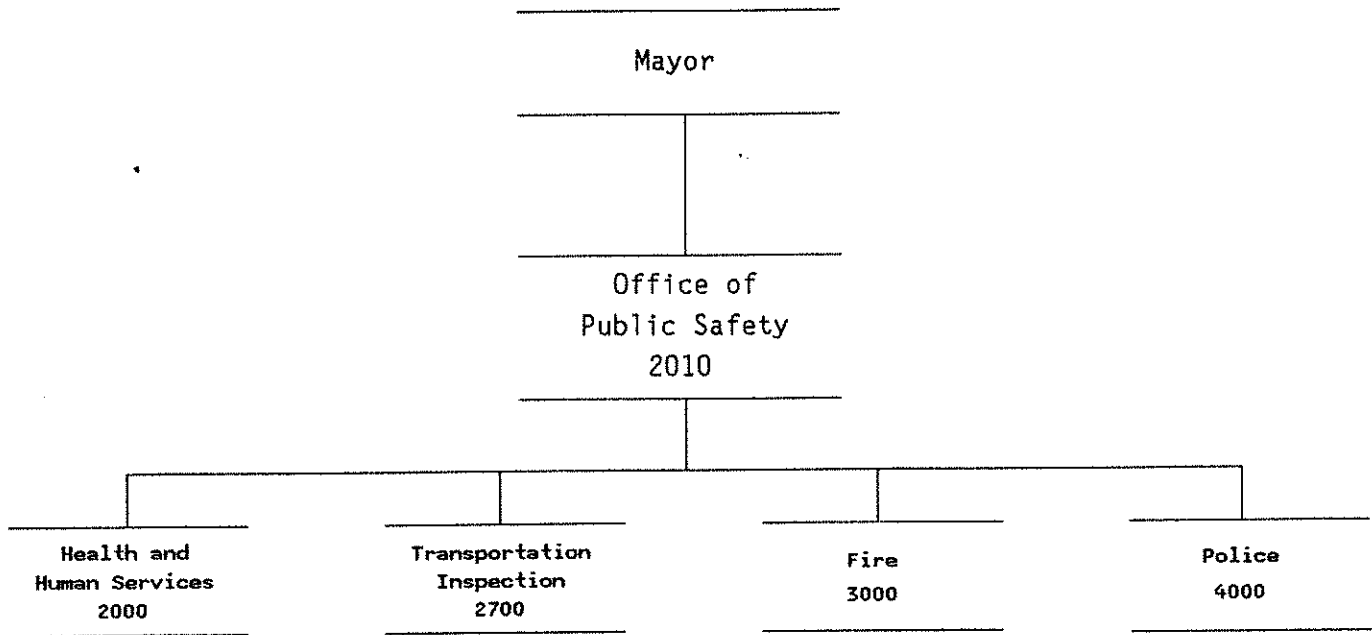 Mayor
Office of
Public Safety
2010
Health and
Human Services
2000
Transportation
Inspection
2700
Fire
3000
Police
4000